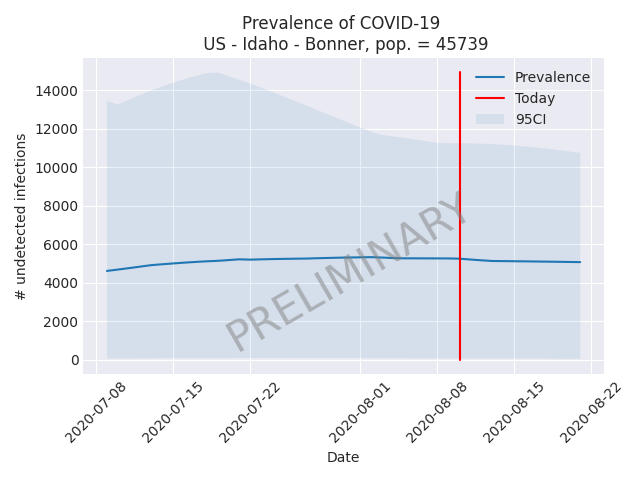 Prevalence of COVID-19
US - Idaho - Bonner, pop. = 45739
Prevalence
Today
95CI
# undetected infections
14000
12000
10000
8000
6000
4000
2000
0
PRELIMINARY
2020-07-08
2020-07-15
2020-07-22
2020-08-01
2020-08-08
2020-08-15
2020-08-22
Date